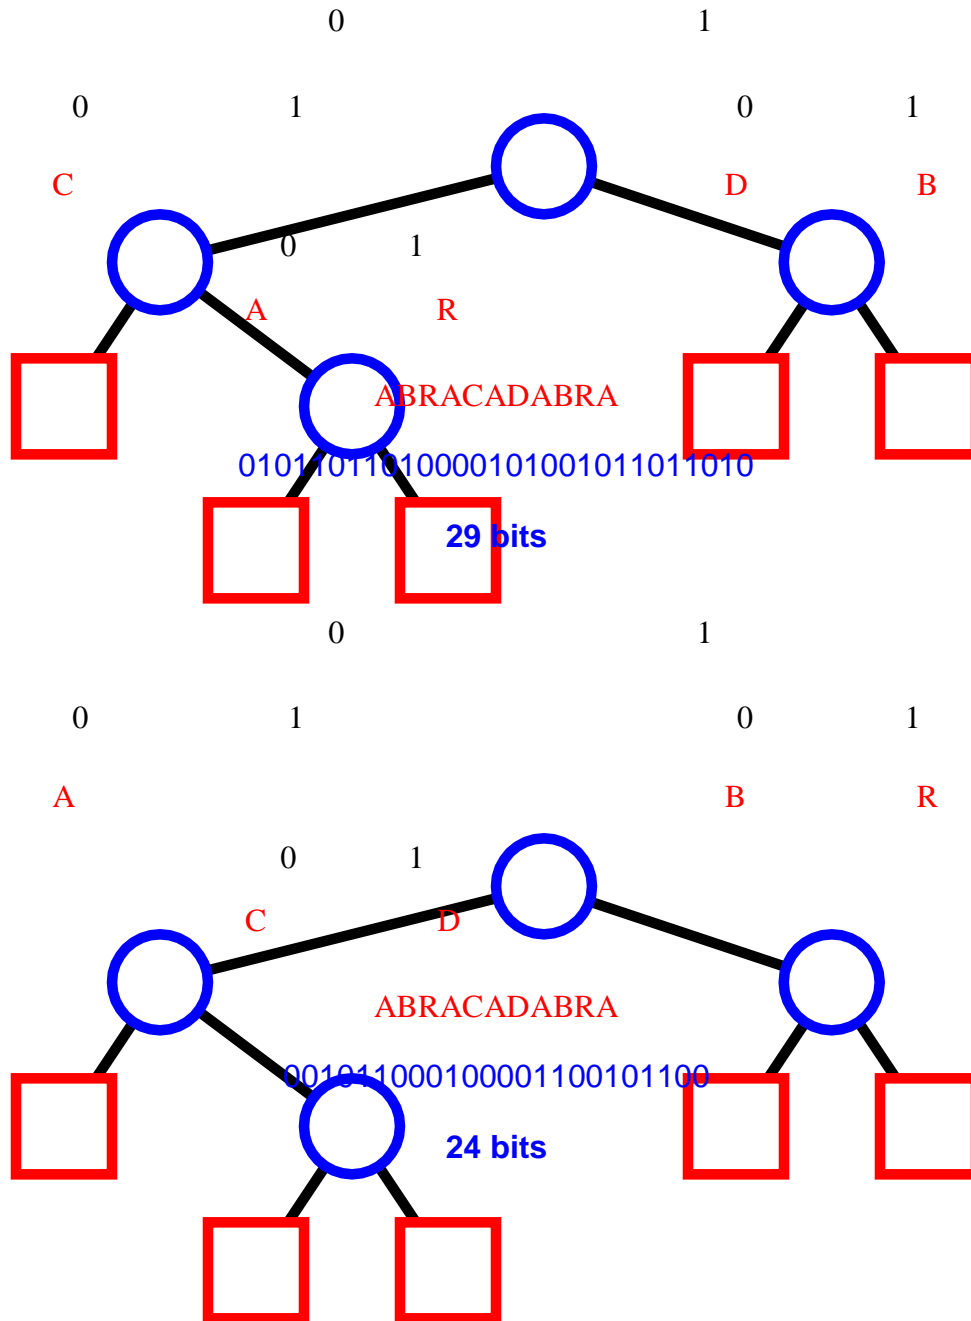 0 1
0 1 0 1
C D B
0 1
A R
ABRACADABRA
01011011010000101001011011010
29 bits
0 1
0 1 0 1
A B R
0 1
C D
ABRACADABRA
001011000100001100101100
24 bits